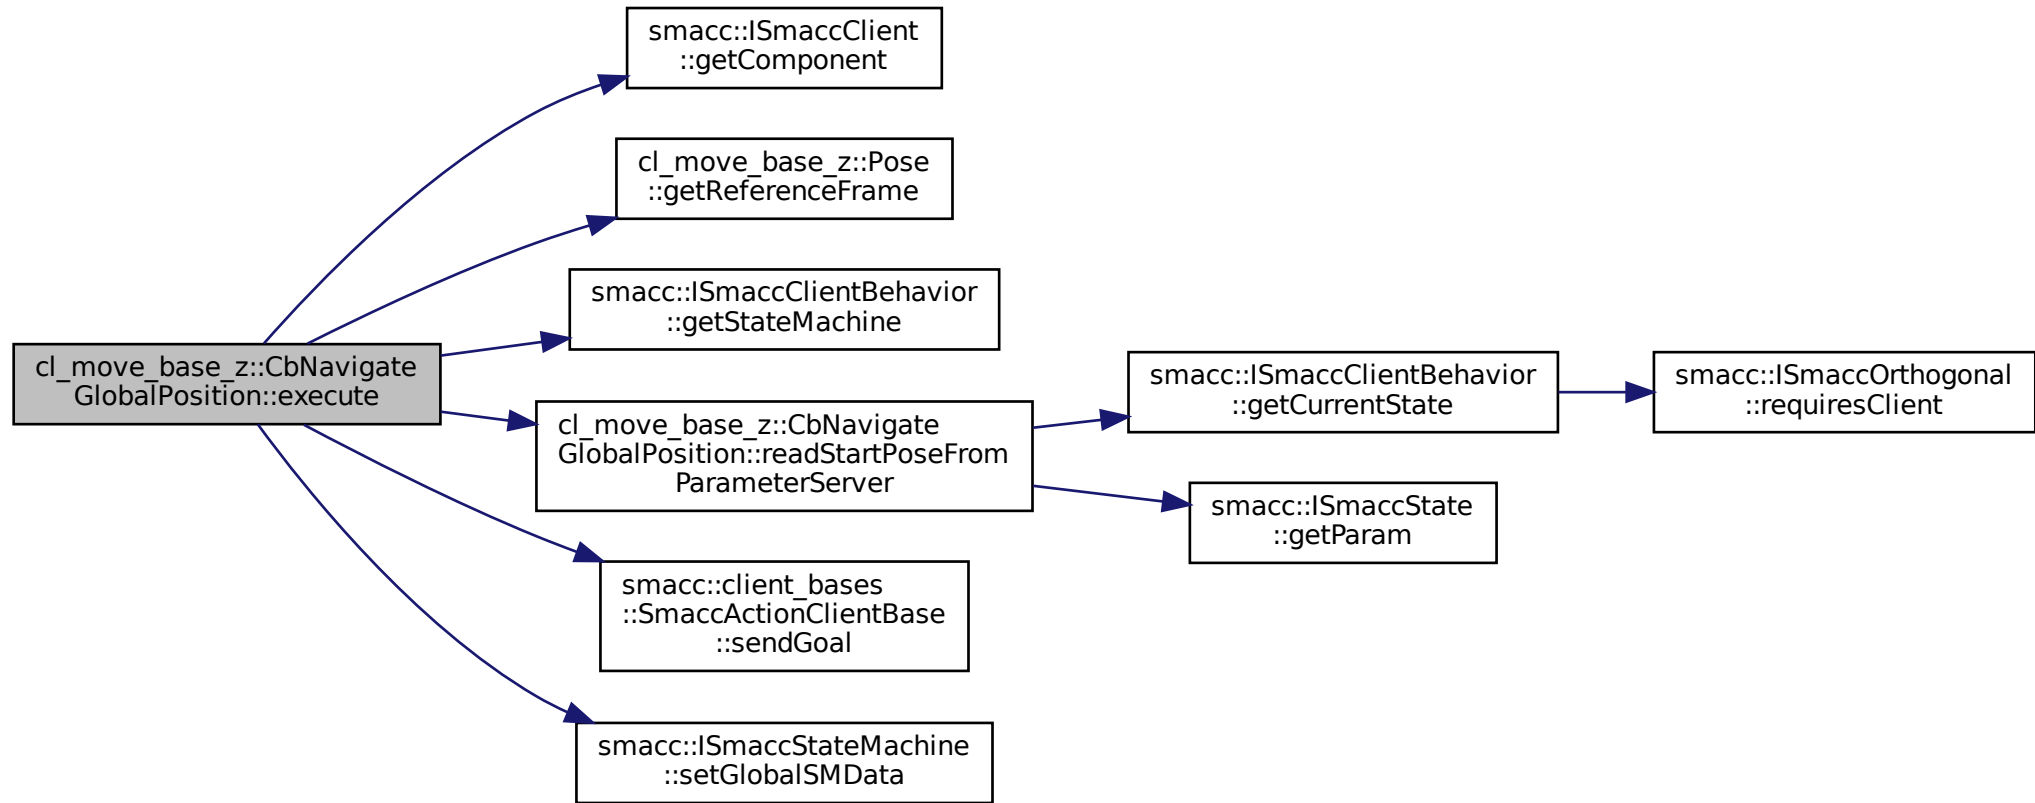 smacc::ISmaccClient
::getComponent
cl_move_base_z::Pose
::getReferenceFrame
smacc::ISmaccClientBehavior
::getStateMachine
cl_move_base_z::CbNavigate
GlobalPosition::execute
cl_move_base_z::CbNavigate
GlobalPosition::readStartPoseFrom
ParameterServer
smacc::ISmaccClientBehavior
::getCurrentState
smacc::ISmaccOrthogonal
::requiresClient
smacc::ISmaccState
::getParam
smacc::client_bases
::SmaccActionClientBase
::sendGoal
smacc::ISmaccStateMachine
::setGlobalSMData